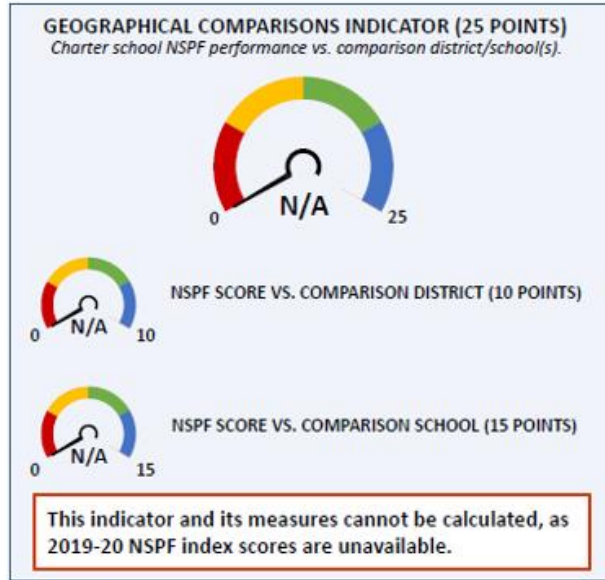 GEOGRAPHICAL COMPARISONS INDICATOR (25 POINTS)
Charter school NSPF performance vs. comparison district/school(s).
N/A
0
25
NSPF SCORE VS. COMPARISON DISTRICT (10 POINTS)
N/A
0
10
NSPF SCORE VS. COMPARISON SCHOOL (15 POINTS)
N/A
0
15
This indicator and its measures cannot be calculated, as
2019-20 NSPF index scores are unavailable.